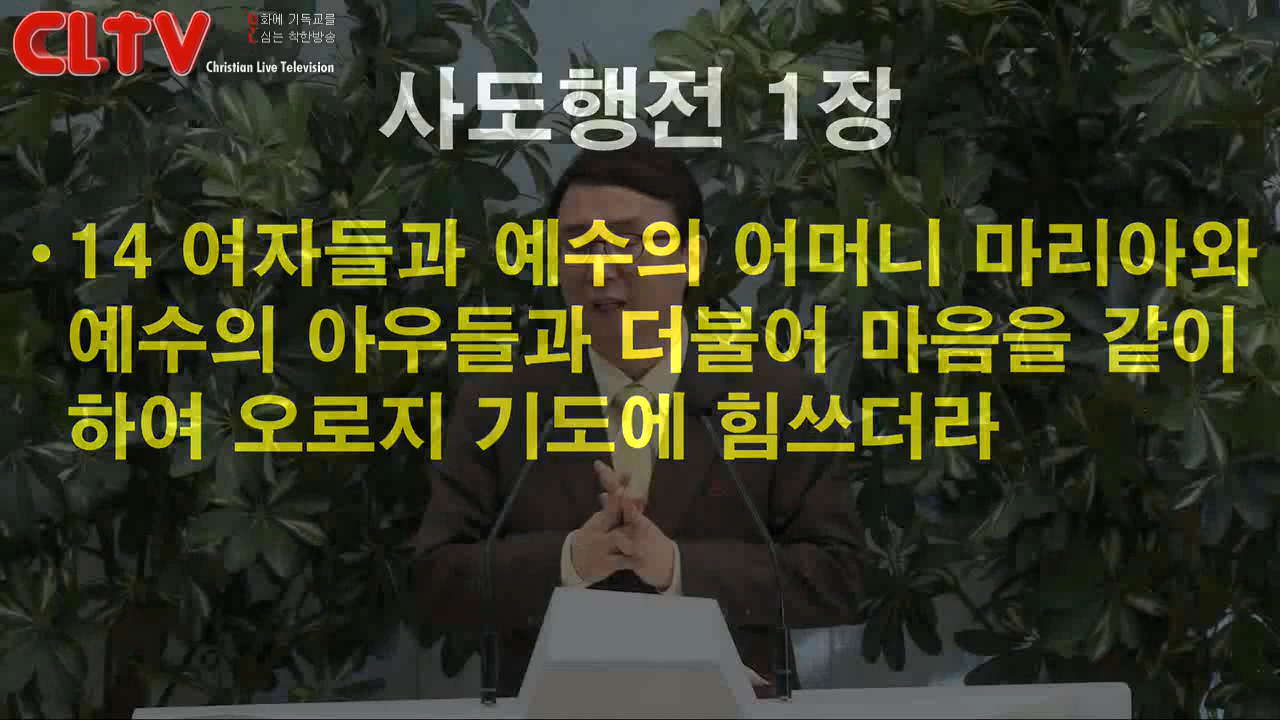 CLTV
문화에 기독교를
심는 착한방송
Christian Live Television
사도행전 1장
• 14 여자들과 예수의 어머니 마리아와
예수의 아우들과 더불어 마음을 같이
하여 오로지 기도에 힘쓰더라